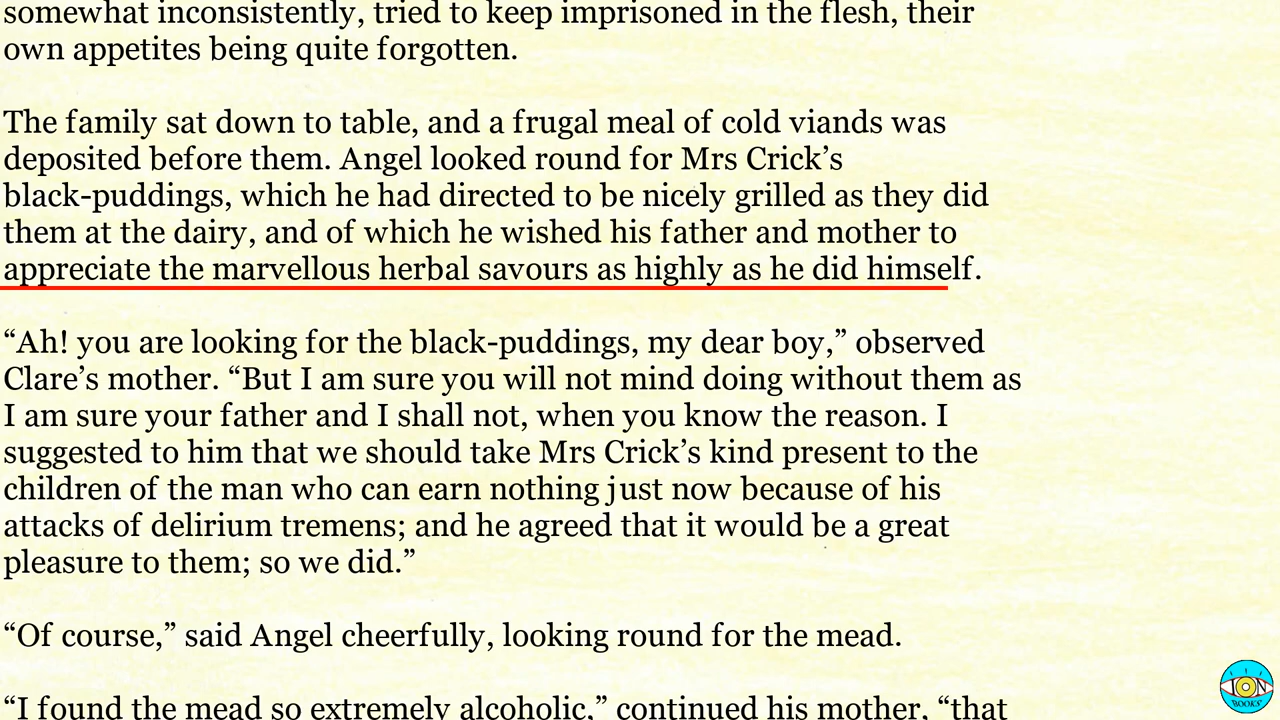 somewhat inconsistently, tried to keep imprisoned in the flesh, their
own appetites being quite forgotten.
The family sat down to table, and a frugal meal of cold viands was
deposited before them. Angel looked round for Mrs Crick’s
black-puddings, which he had directed to be nicely grilled as they did
them at the dairy, and of which he wished his father and mother to
appreciate the marvellous herbal savours as highly as he did himself.
“Ah! you are looking for the black-puddings, my dear boy,” observed
Clare’s mother. “But I am sure you will not mind doing without them as
I am sure your father and I shall not, when you know the reason. I
suggested to him that we should take Mrs Crick’s kind present to the
children of the man who can earn nothing just now because of his
attacks of delirium tremens; and he agreed that it would be a great
pleasure to them; so we did.”
“Of course,” said Angel cheerfully, looking round for the mead.
“I found the mead so extremely alcoholic,” continued his mother, “that
ION
BOOKS